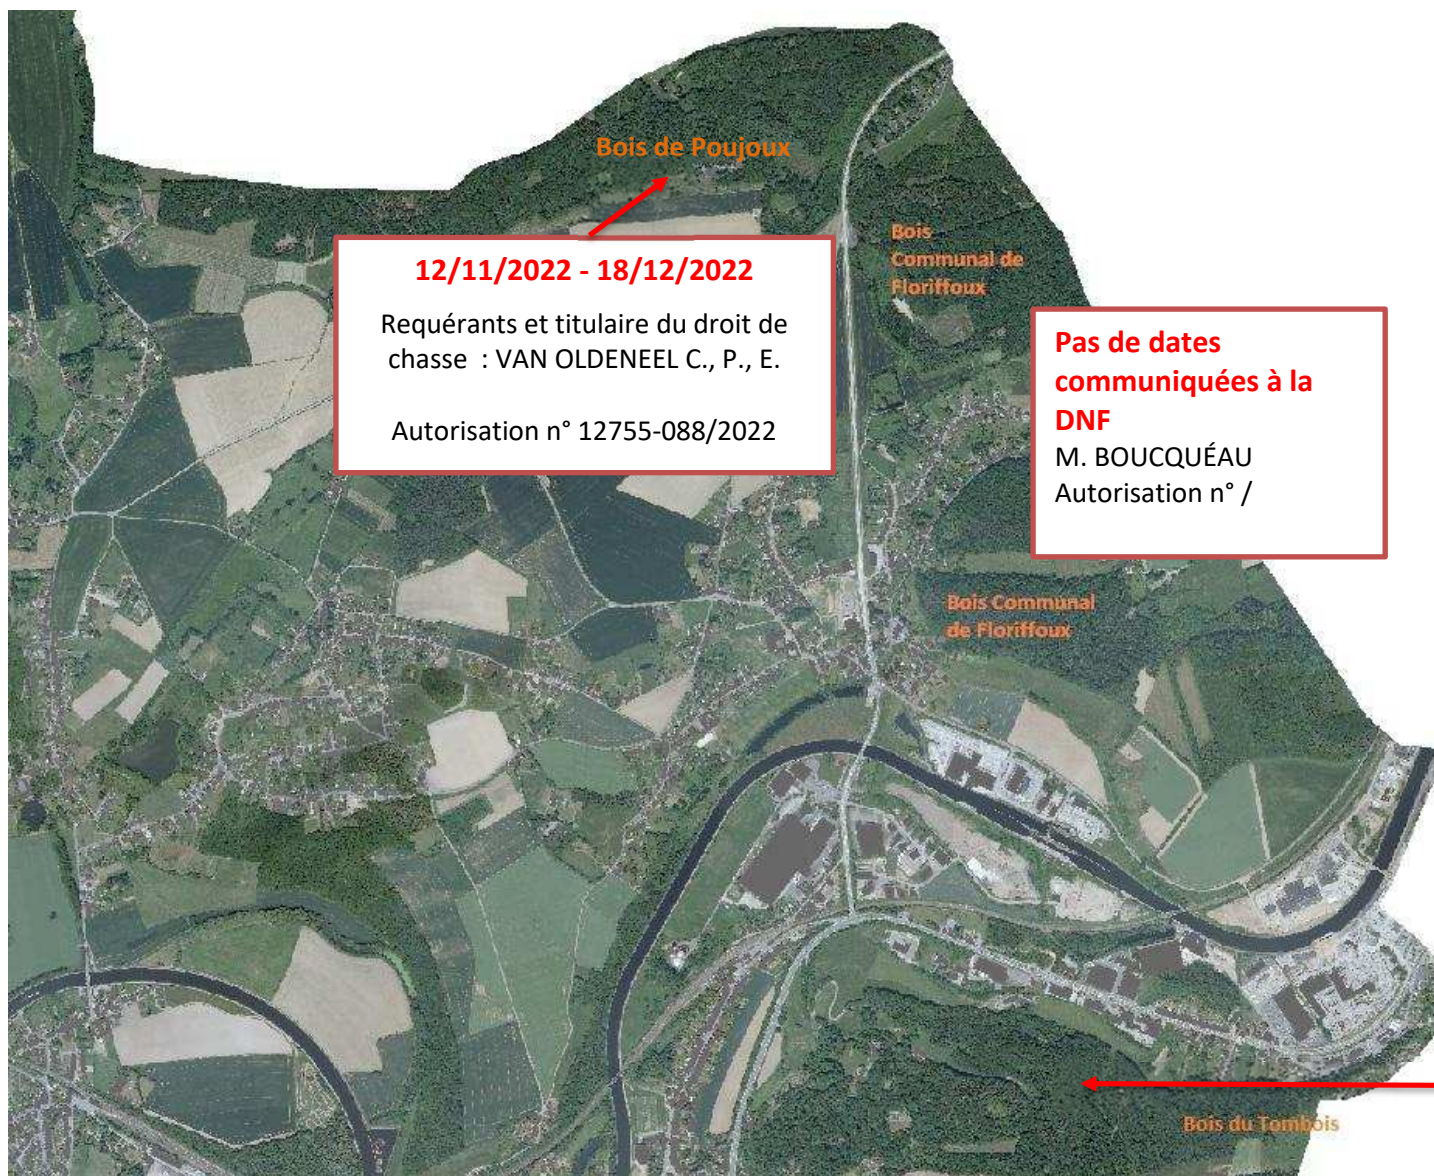 Bois de Poujoux
12/11/2022 - 18/12/2022
Requérants et titulaire du droit de
chasse : VAN OLDENEEL C., P., E.
Autorisation n° 12755-088/2022
Bois
Communal de
Floriffoux
Pas de dates
communiquées à la
DNF
M. BOUCQUÉAU
Autorisation n° /
Bois Communal
de Floriffoux
Bois du Tombois